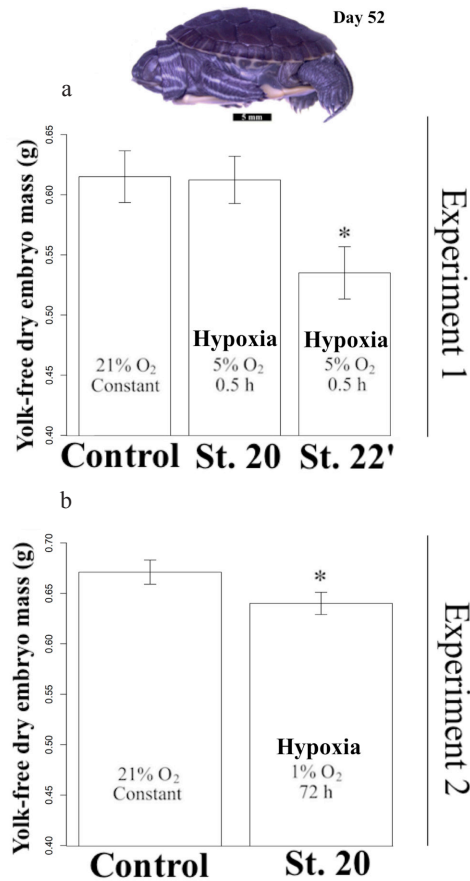 Day 52
5 mm
a
Yolk-free dry embryo mass (g)
0.65
0.60
0.55
0.50
0.45
0.40
21% O₂
Constant
Hypoxia
5% O₂
0.5 h
*
Hypoxia
5% O₂
0.5 h
Control St. 20 St. 22'
Experiment 1
b
Yolk-free dry embryo mass (g)
0.70
0.65
0.60
0.55
0.50
0.45
0.40
21% O₂
Constant
*
Hypoxia
1% O₂
72 h
Control St. 20
Experiment 2